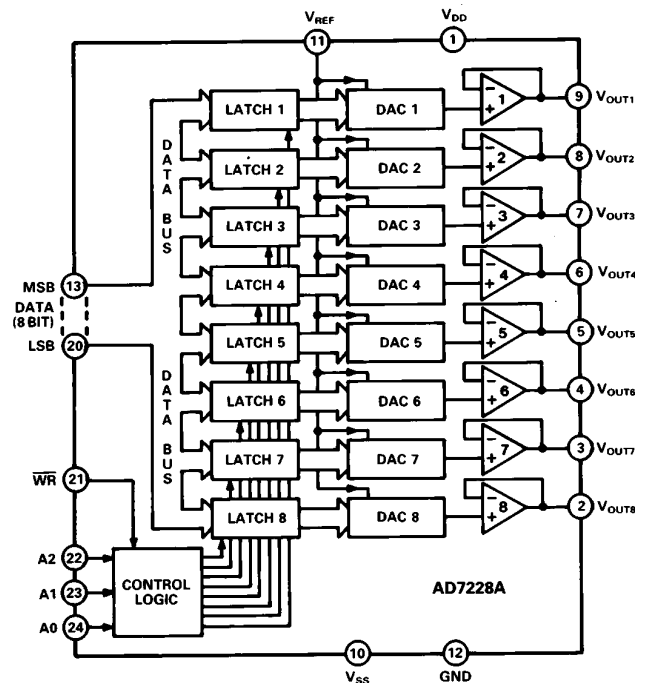 VREF
VDD
11
1
LATCH 1
DAC 1
1
9
VOUT1
LATCH 2
DAC 2
2
8
VOUT2
LATCH 3
DAC 3
3
7
VOUT3
MSB
13
LATCH 4
DAC 4
4
6
VOUT4
DATA
(8 BIT)
LSB
20
LATCH 5
DAC 5
5
5
VOUT5
LATCH 6
DAC 6
6
4
VOUT6
LATCH 7
DAC 7
7
3
VOUT7
LATCH 8
DAC 8
8
2
VOUT8
DATA BUS
DATA BUS
WR
21
A2
22
A1
23
A0
24
CONTROL
LOGIC
AD7228A
10
12
VSS
GND